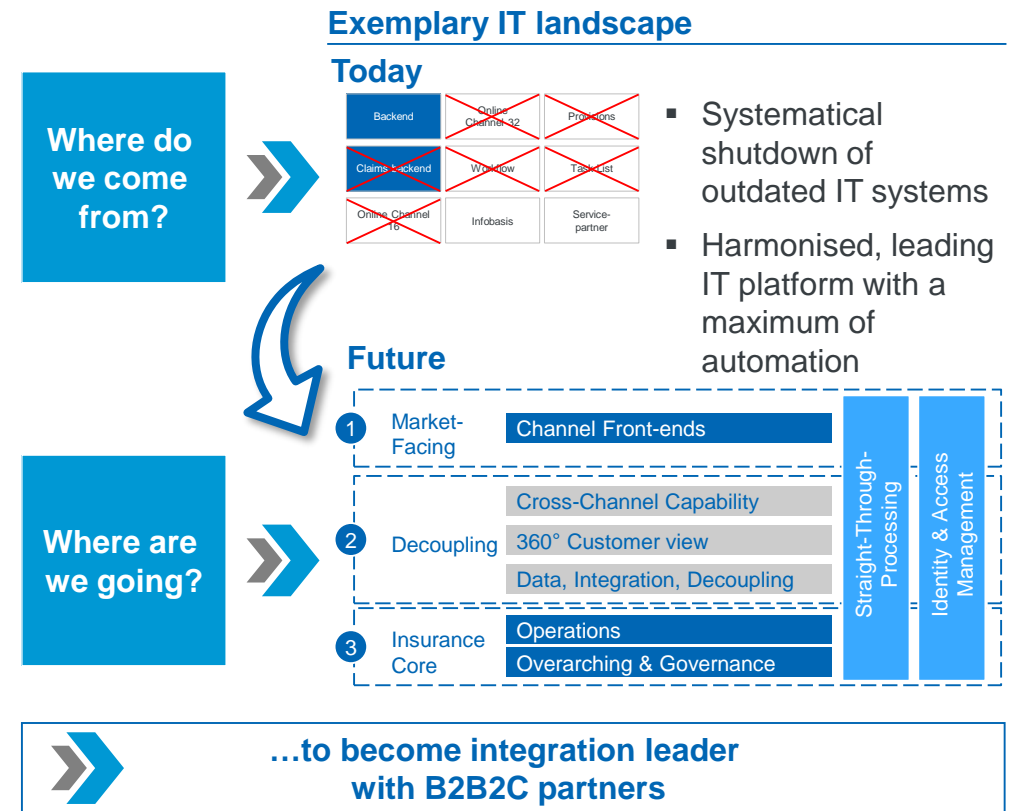 Exemplary IT landscape
Where do
we come
from?
Today
Backend
Online
Channel 32
Provisions
Claims backend
Workflow
Task List
Online Channel
16
Infobasis
Service-
partner
▪ Systematical
shutdown of
outdated IT systems
▪ Harmonised, leading
IT platform with a
maximum of
automation
Where are
we going?
Future
1
Market-
Facing
Channel Front-ends
2
Decoupling
Cross-Channel Capability
360° Customer view
Data, Integration, Decoupling
3
Insurance
Core
Operations
Overarching & Governance
Straight-Through-
Processing
Identity & Access
Management
…to become integration leader
with B2B2C partners